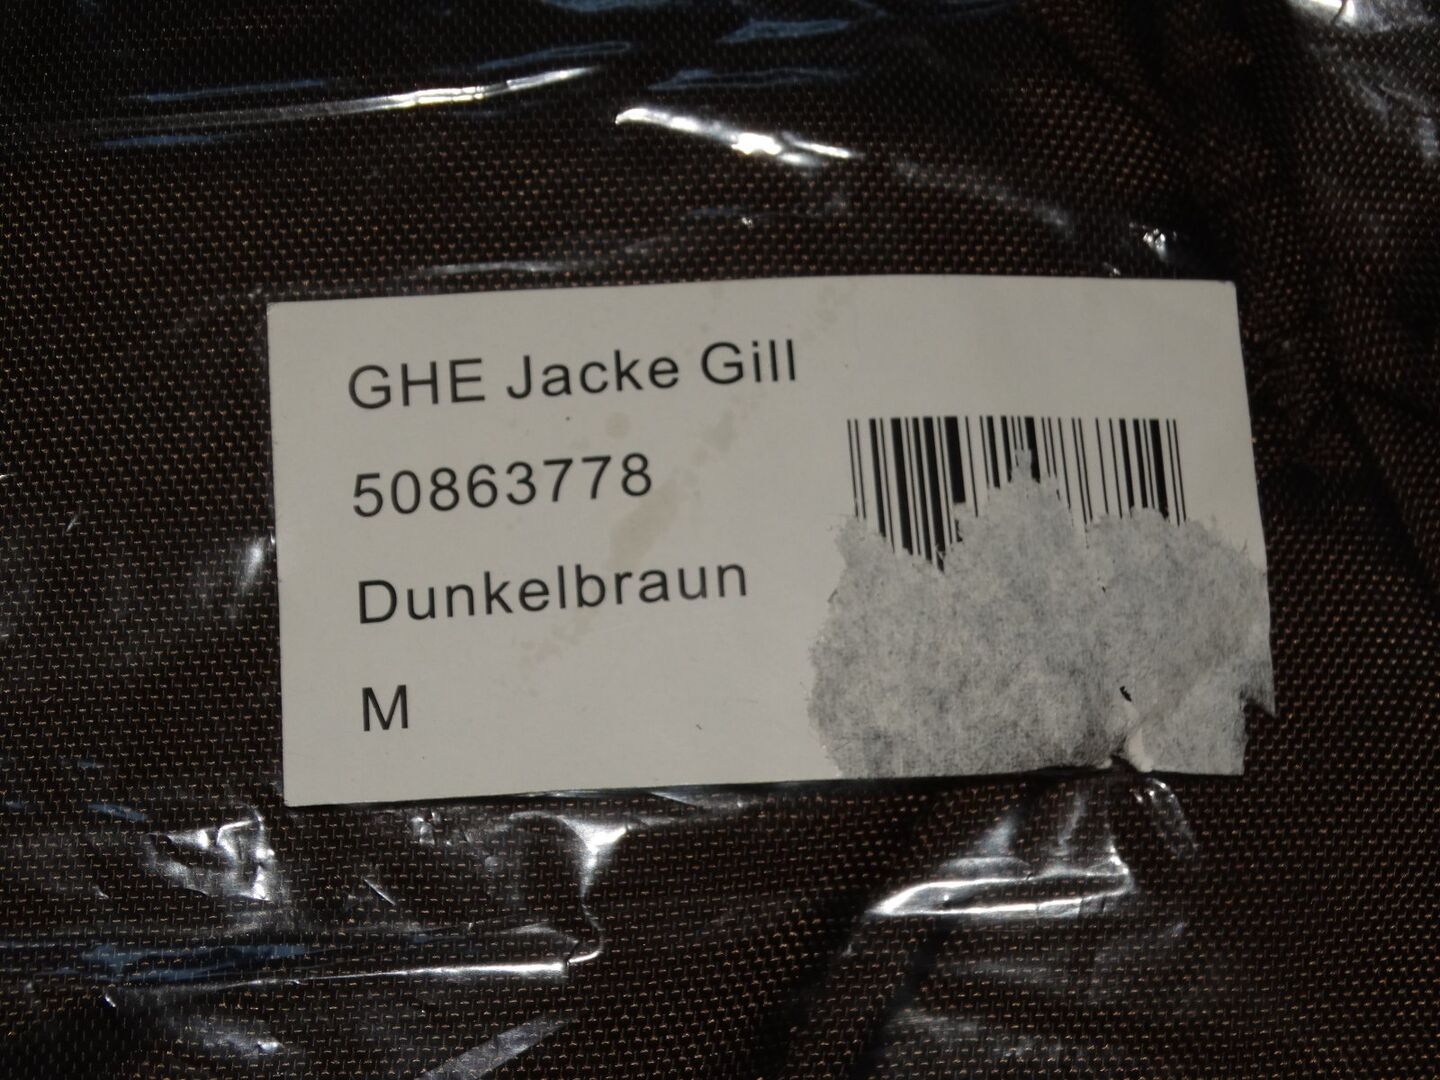 GHE Jacke Gill
50863778
Dunkelbraun
M